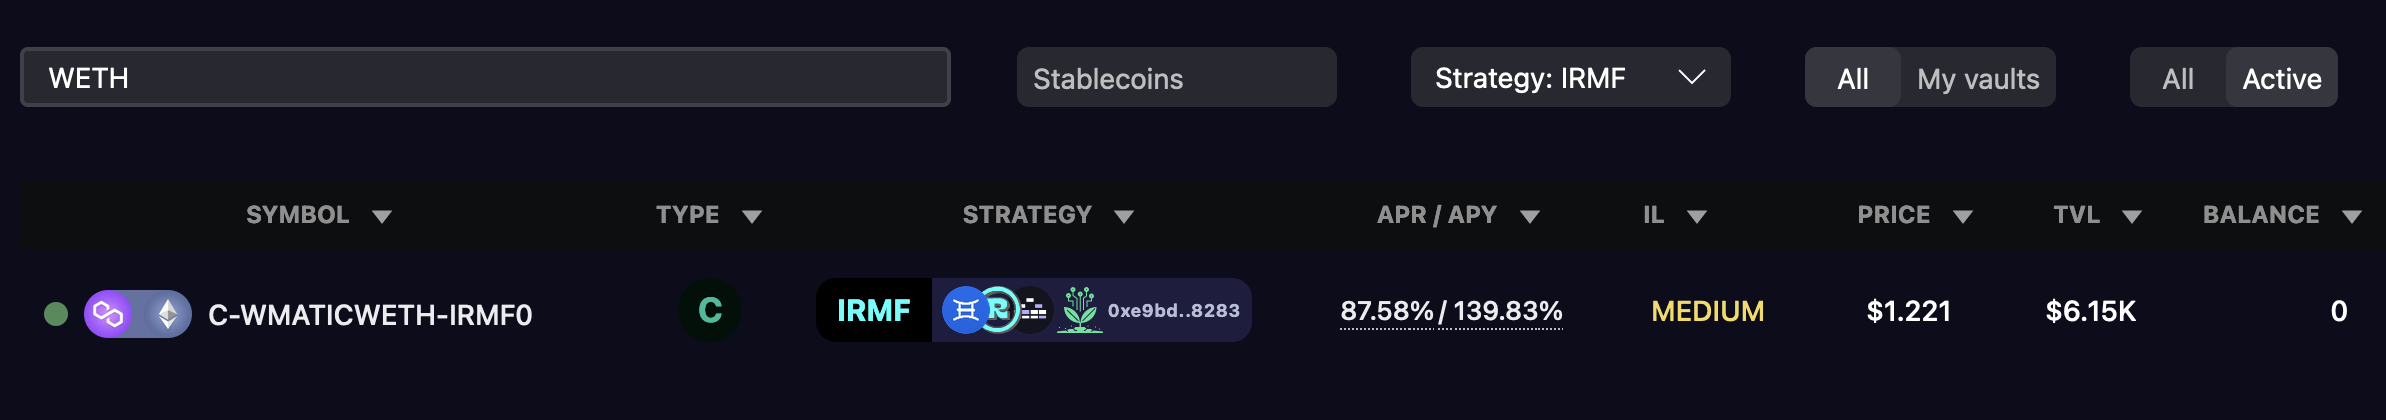 WETH Stablecoins Strategy: IRMF All My vaults All Active
SYMBOL TYPE STRATEGY APR / APY IL PRICE TVL BALANCE
C-WMATICWETH-IRMF0 C IRMF R 0xe9bd..8283 87.58% / 139.83% MEDIUM $1.221 $6.15K 0